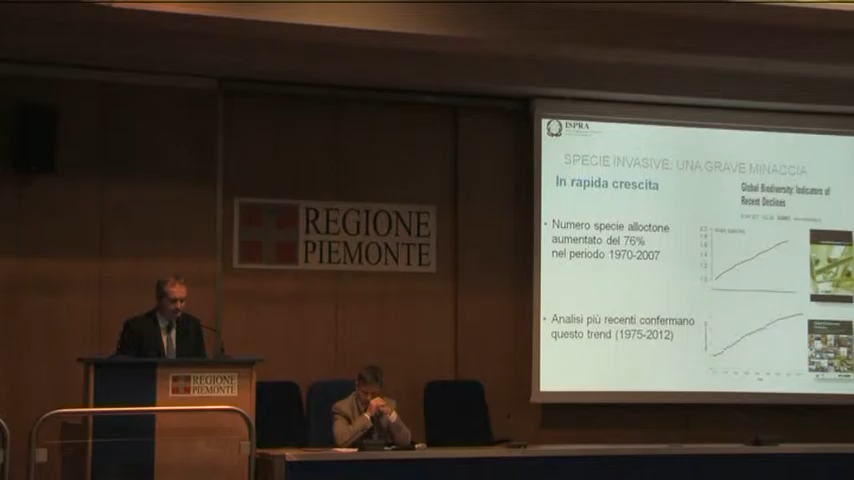 ISPRA
SPECIE INVASIVE: UNA GRAVE MINACCIA
In rapida crescita
Global Biodiversity: Indicators of
Recent Declines
• Numero specie alloctone
aumentato del 76%
nel periodo 1970-2007
• Analisi più recenti confermano
questo trend (1975-2012)
REGIONE
PIEMONTE
REGIONE
PIEMONTE